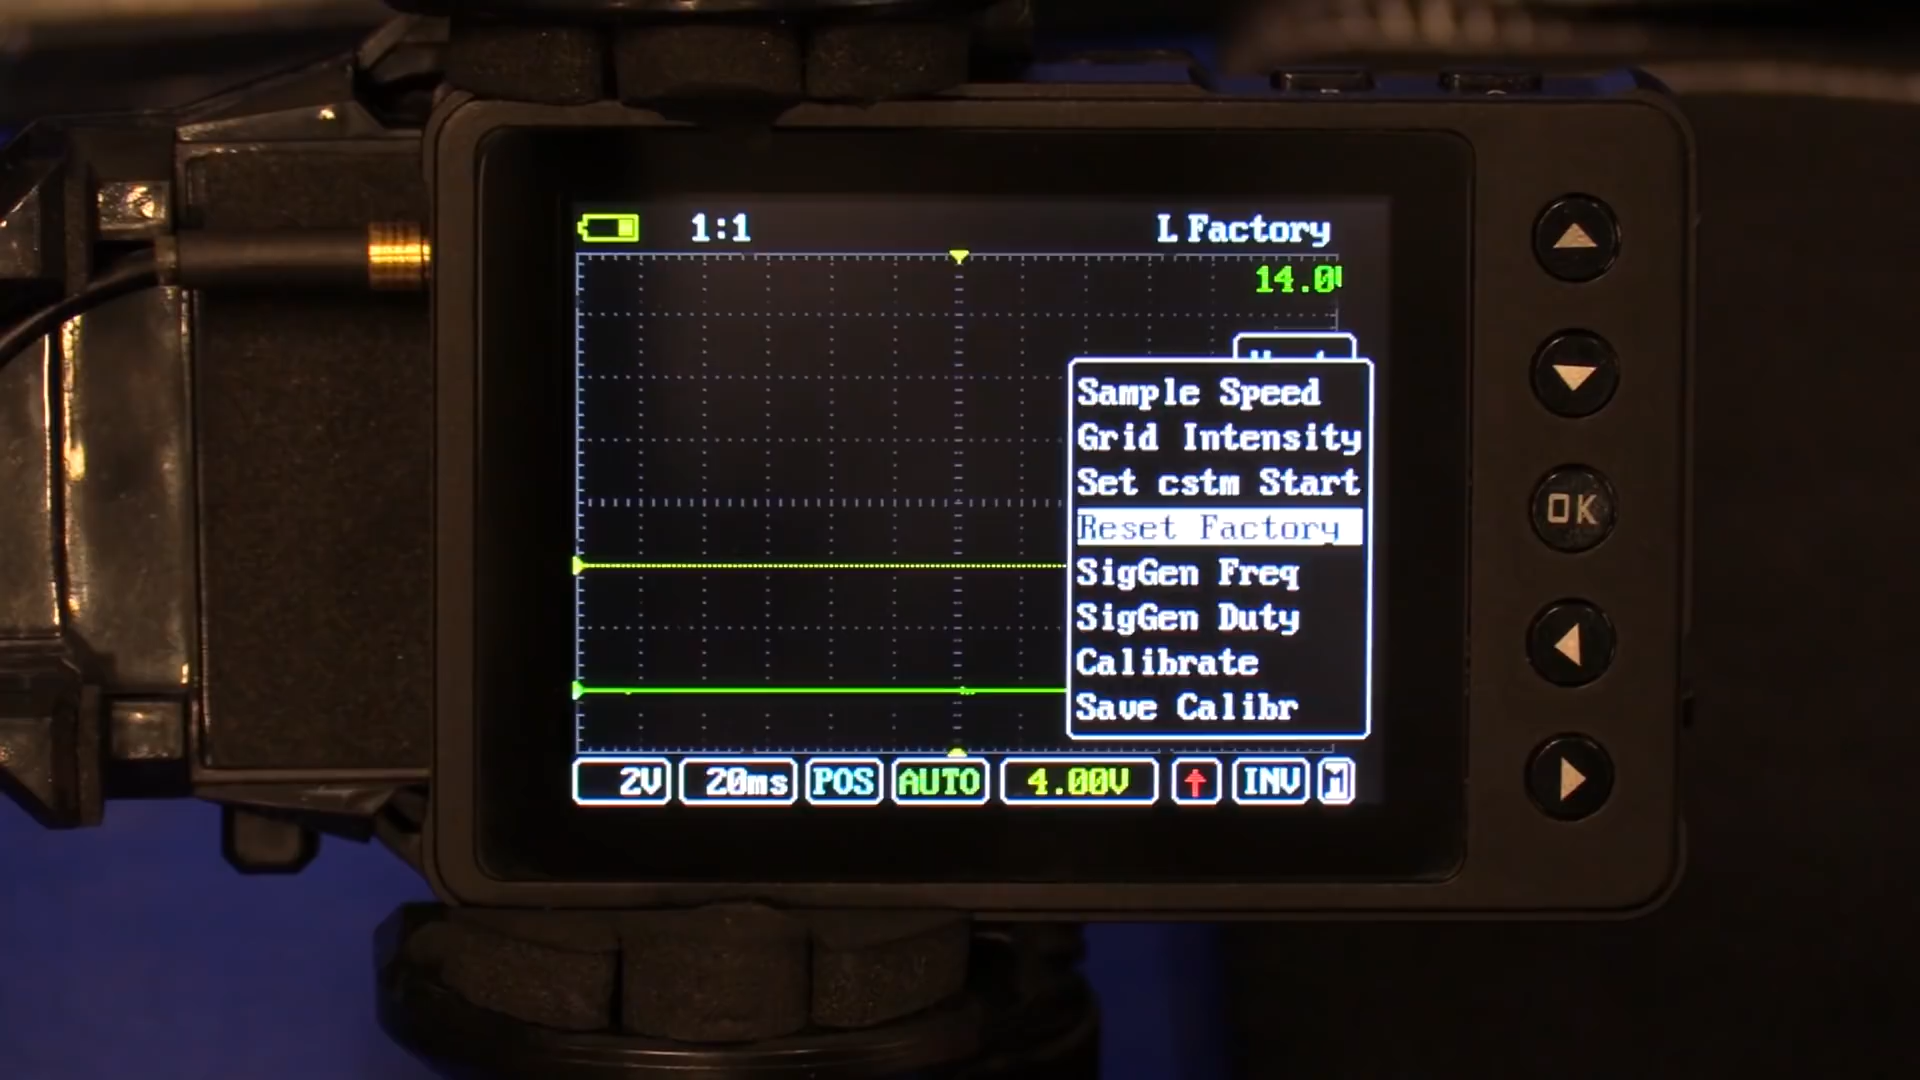 1:1 L Factory
14.0
Sample Speed
Grid Intensity
Set cstm Start
Reset Factory
SigGen Freq
SigGen Duty
Calibrate
Save Calibr
2V 20ms POS AUTO 4.00V INV M
OK